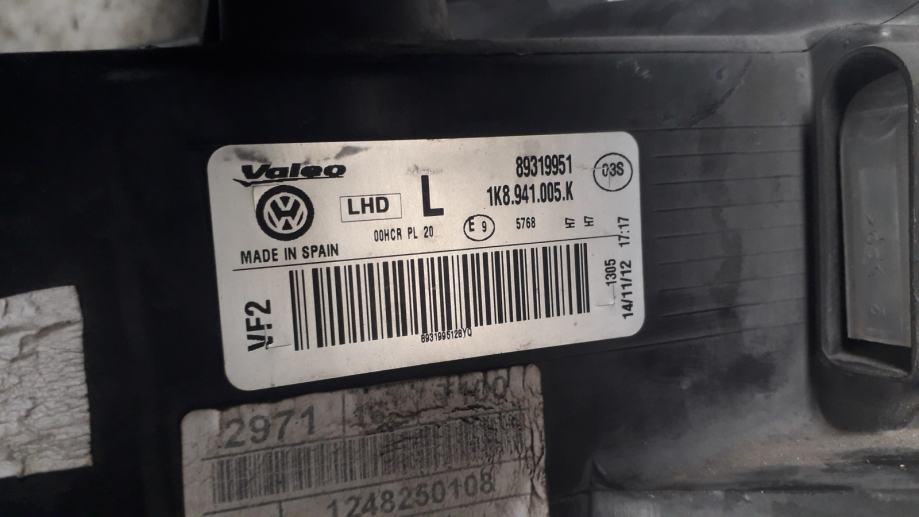 Valeo
89319951
03S
LHD L 1K8.941.005.K
00HCR PL 20 E 9 5768 H7 H7
MADE IN SPAIN
VF2
8931995128YQ
1305
14/11/12 17:17
2971
1248250108